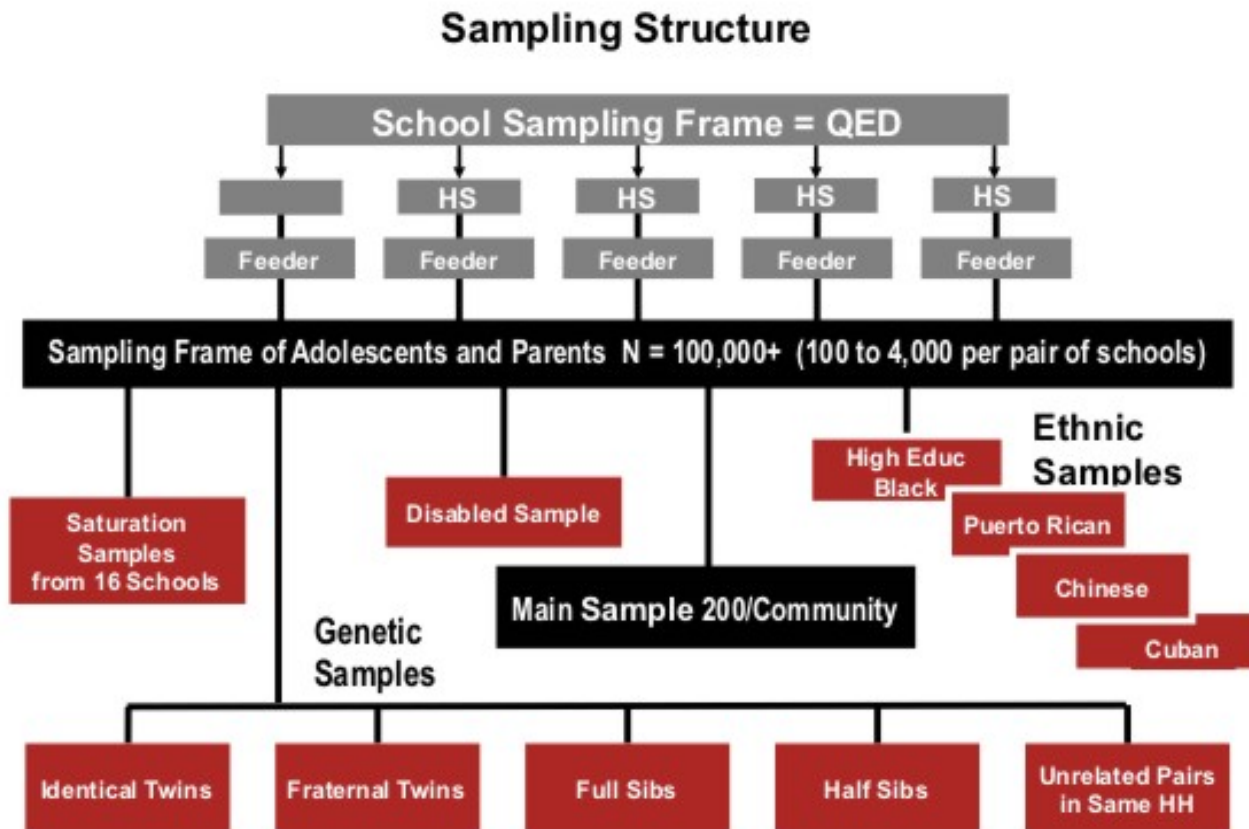 Sampling Structure
School Sampling Frame = QED
HS
HS
HS
HS
Feeder
Feeder
Feeder
Feeder
Feeder
Sampling Frame of Adolescents and Parents N = 100,000+ (100 to 4,000 per pair of schools)
Saturation
Samples
from 16 Schools
Disabled Sample
Main Sample 200/Community
Ethnic
Samples
High Educ
Black
Puerto Rican
Chinese
Cuban
Genetic
Samples
Identical Twins
Fraternal Twins
Full Sibs
Half Sibs
Unrelated Pairs
in Same HH